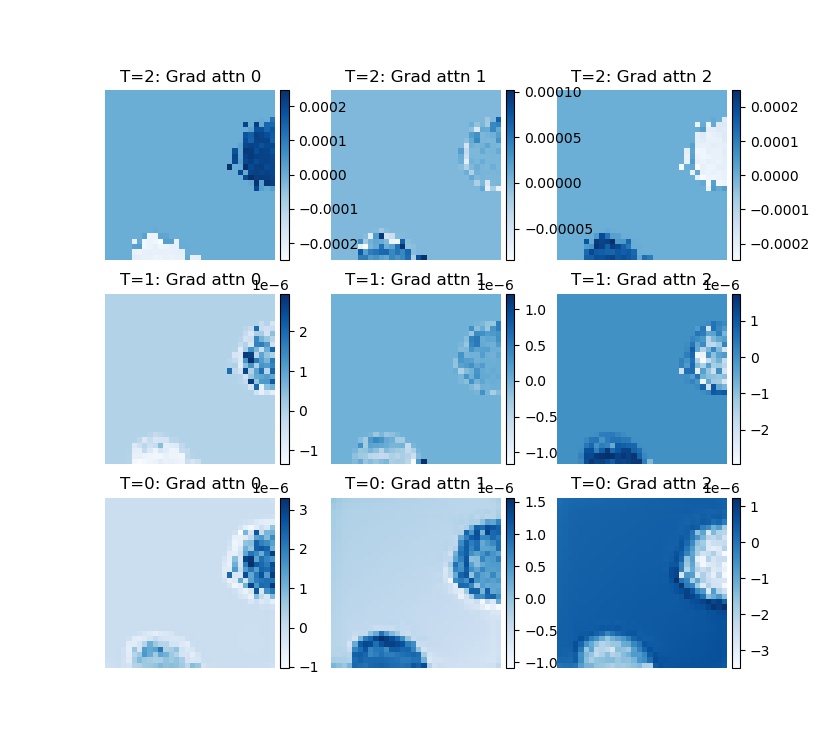 T=2: Grad attn 0
T=2: Grad attn 1
T=2: Grad attn 2
0.0002
0.0001
0.0000
−0.0001
−0.0002
0.00010
0.00005
0.00000
−0.00005
0.0002
0.0001
0.0000
−0.0001
−0.0002
T=1: Grad attn 0
T=1: Grad attn 1
T=1: Grad attn 2
1e−6
2
1
0
−1
1e−6
1.0
0.5
0.0
−0.5
−1.0
1e−6
1
0
−1
−2
T=0: Grad attn 0
T=0: Grad attn 1
T=0: Grad attn 2
1e−6
3
2
1
0
−1
1e−6
1.5
1.0
0.5
0.0
−0.5
−1.0
1e−6
1
0
−1
−2
−3